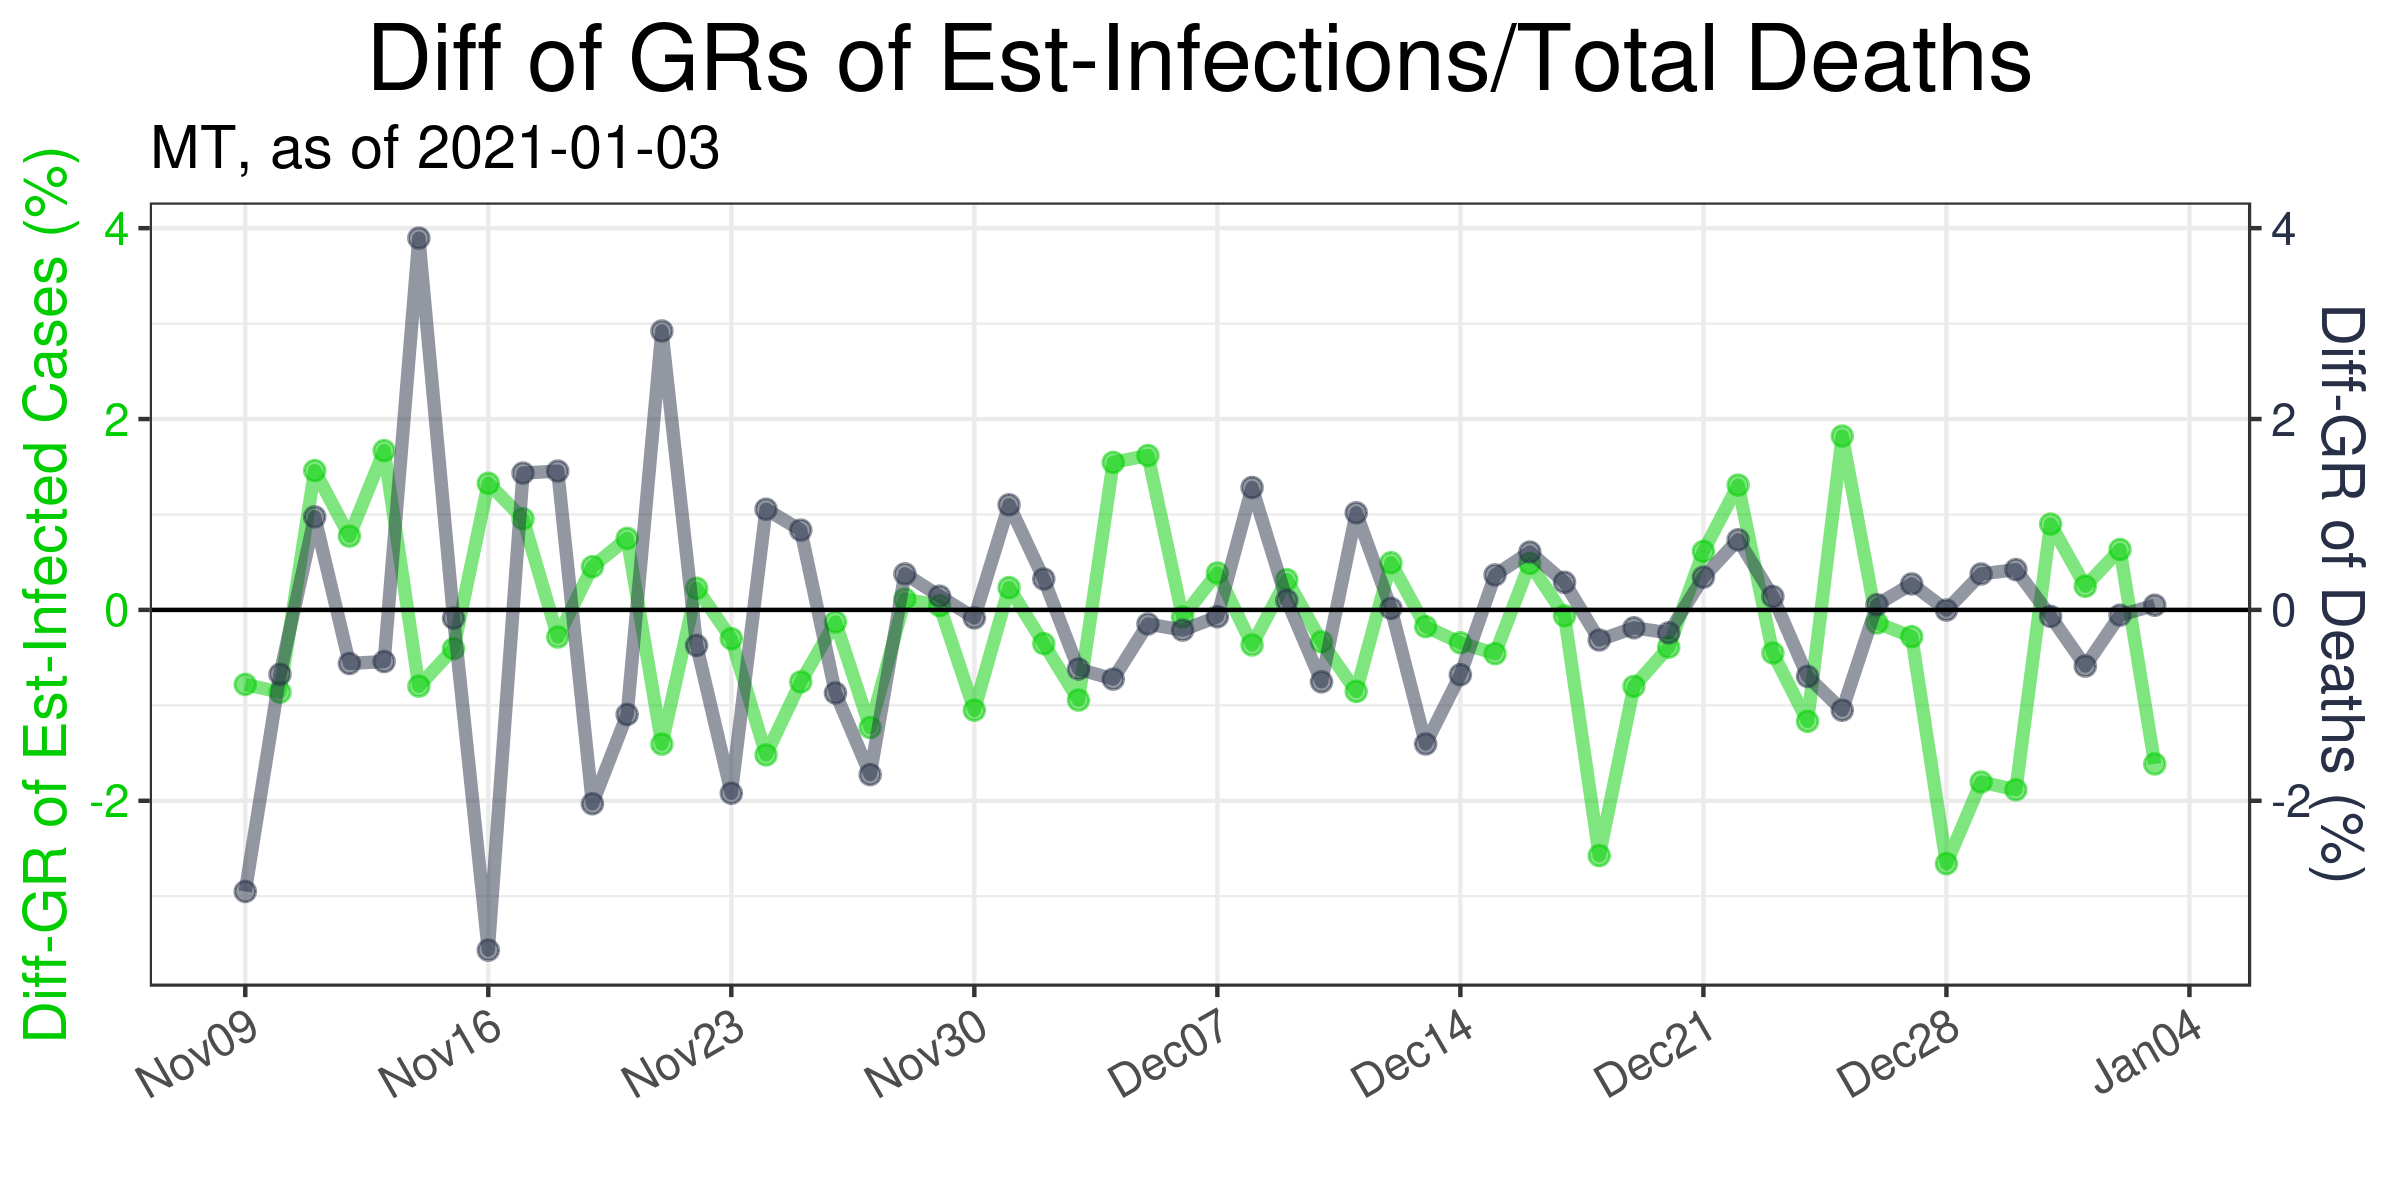 Diff of GRs of Est-Infections/Total Deaths
MT, as of 2021-01-03
Diff-GR of Est-Infected Cases (%)
4
2
0
-2
4
2
0
-2
Diff-GR of Deaths (%)
Nov09
Nov16
Nov23
Nov30
Dec07
Dec14
Dec21
Dec28
Jan04